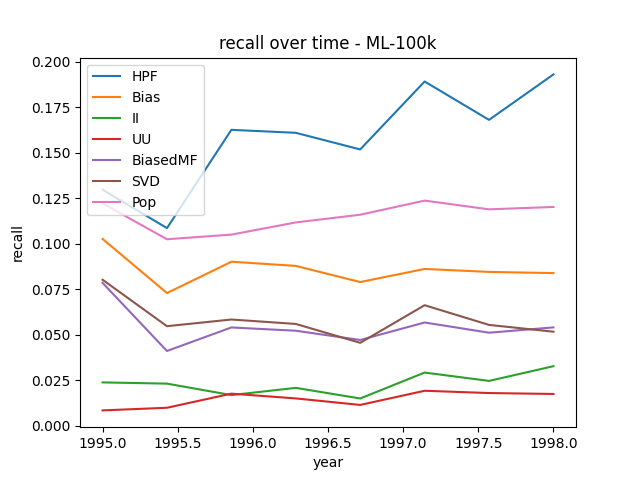 recall over time - ML-100k
0.200
0.175
0.150
0.125
0.100
0.075
0.050
0.025
0.000
recall
HPF
Bias
II
UU
BiasedMF
SVD
Pop
1995.0 1995.5 1996.0 1996.5 1997.0 1997.5 1998.0
year